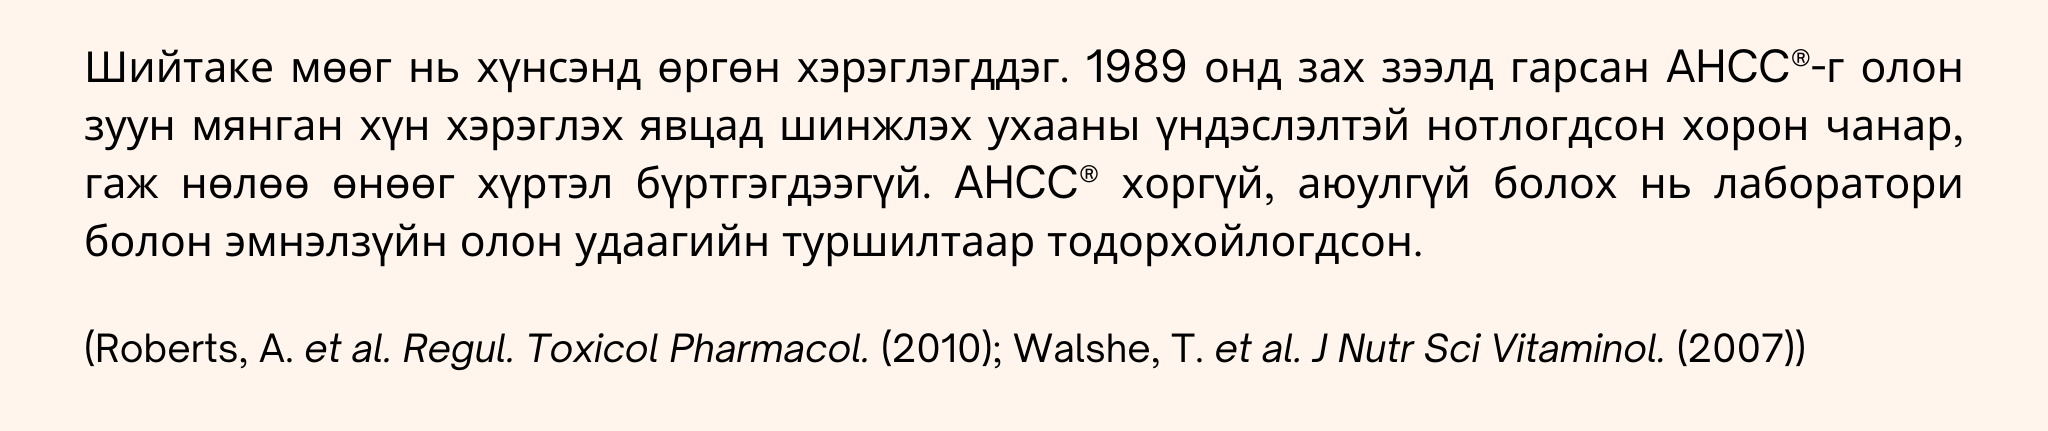 Шийтаке мөөг нь хүнсэнд өргөн хэрэглэгддэг. 1989 онд зах зээлд гарсан AHCC®-г олон
зуун мянган хүн хэрэглэх явцад шинжлэх ухааны үндэслэлтэй нотлогдсон хорон чанар,
гаж нөлөө өнөөг хүртэл бүртгэгдээгүй. AHCC® хоргүй, аюулгүй болох нь лаборатори
болон эмнэлзүйн олон удаагийн туршилтаар тодорхойлогдсон.
(Roberts, A. et al. Regul. Toxicol Pharmacol. (2010); Walshe, T. et al. J Nutr Sci Vitaminol. (2007))